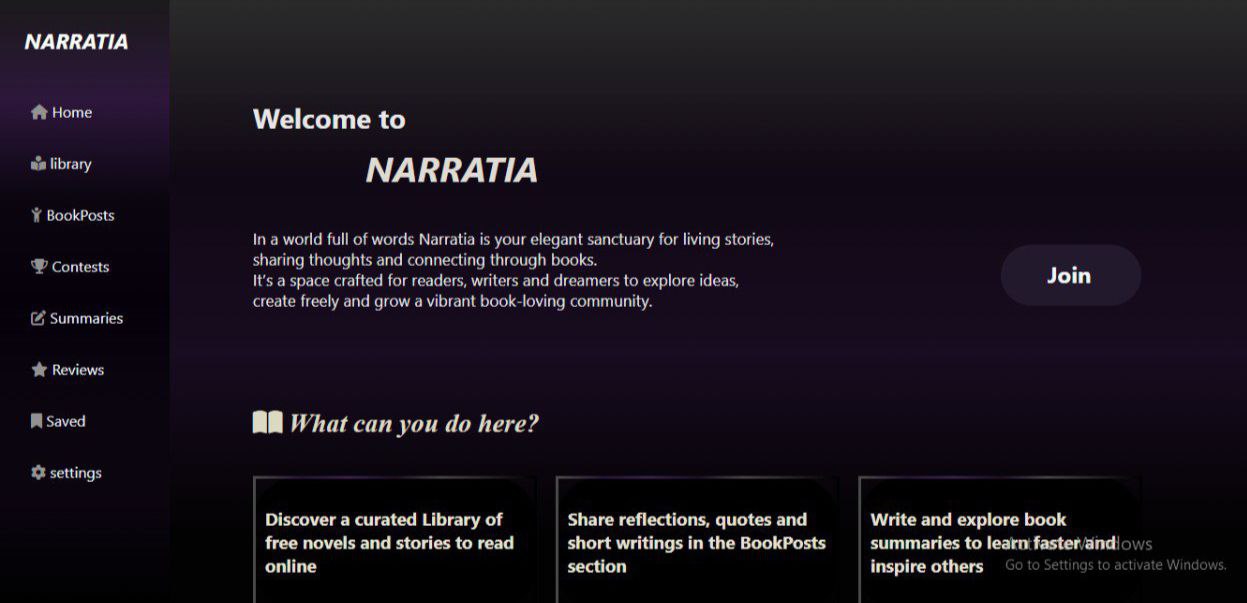 NARRATIA
Home
library
BookPosts
Contests
Summaries
Reviews
Saved
settings
Welcome to
NARRATIA
In a world full of words Narratia is your elegant sanctuary for living stories,
sharing thoughts and connecting through books.
It's a space crafted for readers, writers and dreamers to explore ideas,
create freely and grow a vibrant book-loving community.
Join
What can you do here?
Discover a curated Library of
free novels and stories to read
online
Share reflections, quotes and
short writings in the BookPosts
section
Write and explore book
summaries to learn faster and
inspire others
Activate Windows
Go to Settings to activate Windows.